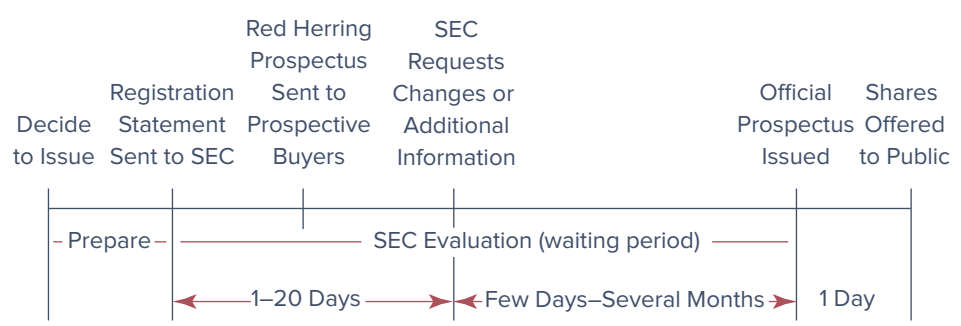 Decide
to Issue
Registration
Statement
Sent to SEC
Red Herring
Prospectus
Sent to
Prospective
Buyers
SEC
Requests
Changes or
Additional
Information
Official
Prospectus
Issued
Shares
Offered
to Public
Prepare
SEC Evaluation (waiting period)
1–20 Days
Few Days–Several Months
1 Day